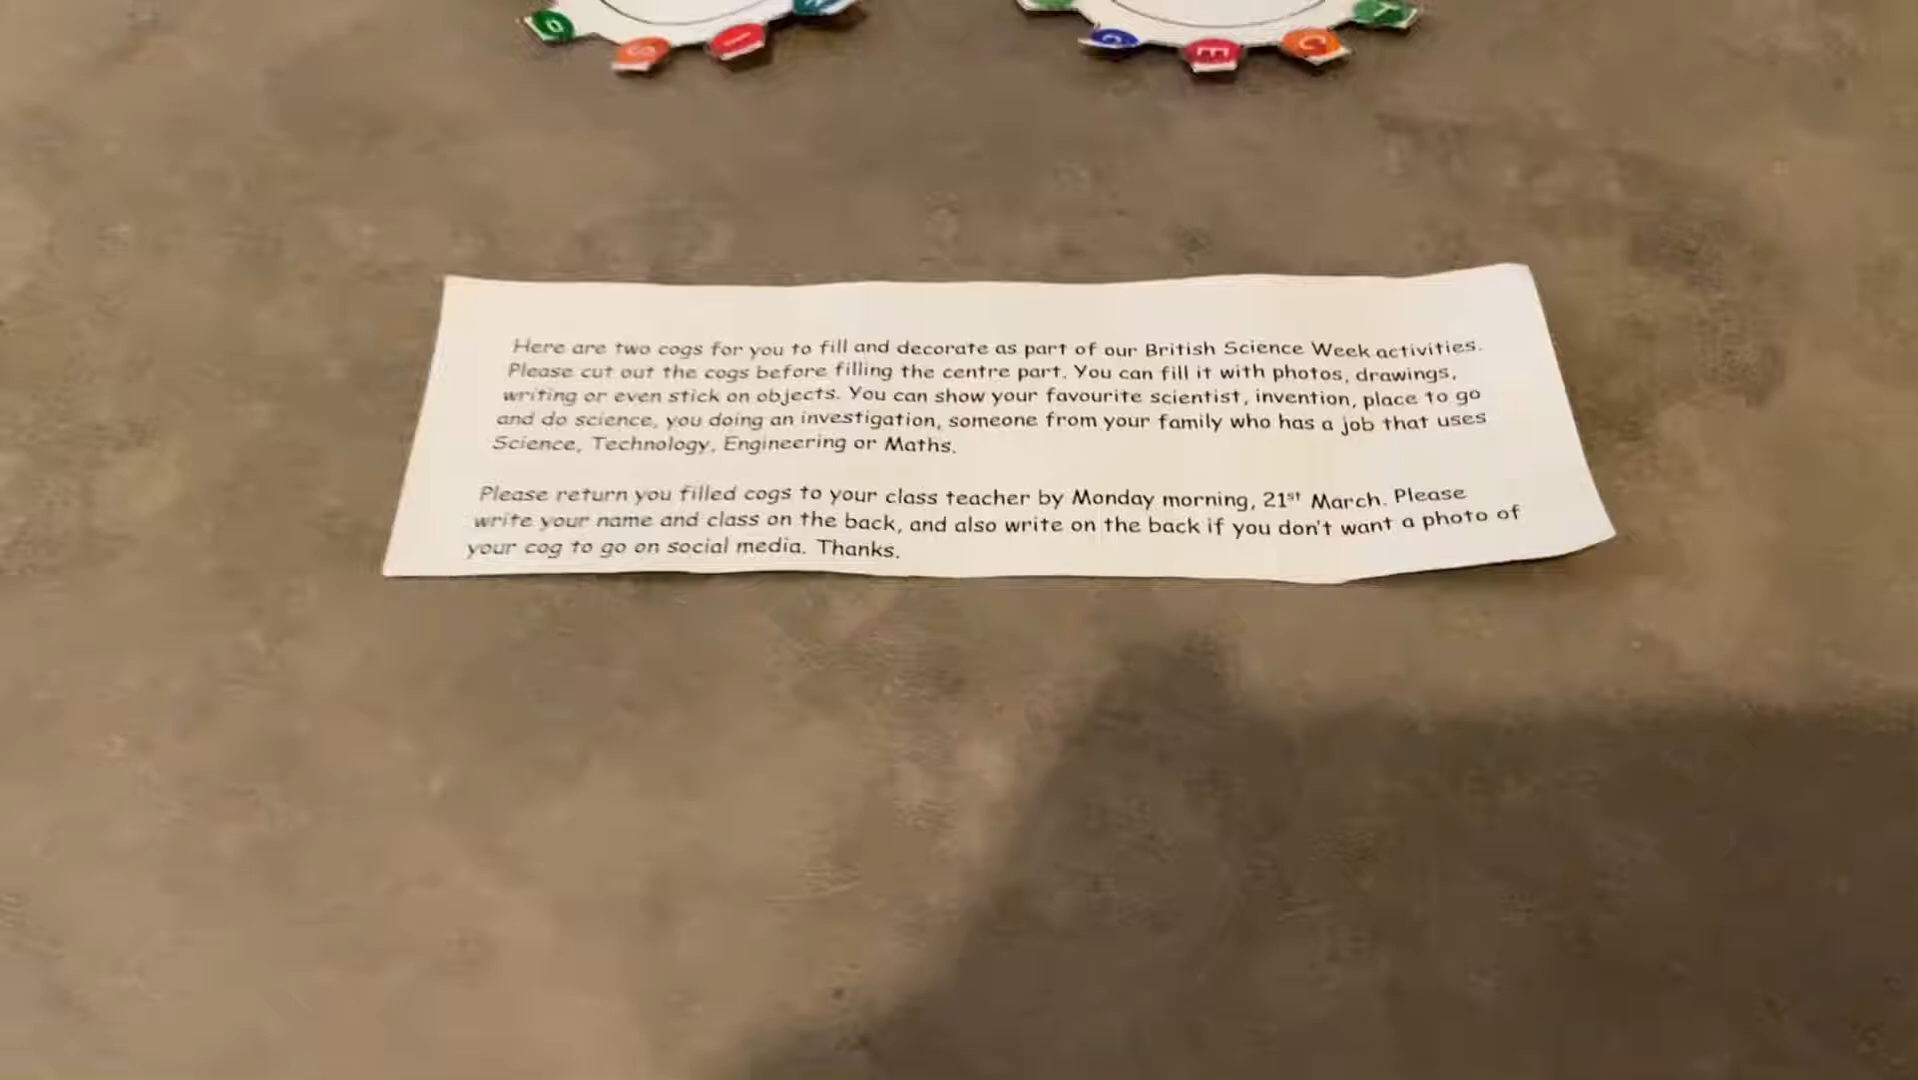 Here are two cogs for you to fill and decorate as part of our British Science Week activities.
Please cut out the cogs before filling the centre part. You can fill it with photos, drawings,
writing or even stick on objects. You can show your favourite scientist, invention, place to go
and do science, you doing an investigation, someone from your family who has a job that uses
Science, Technology, Engineering or Maths.
Please return you filled cogs to your class teacher by Monday morning, 21st March. Please
write your name and class on the back, and also write on the back if you don't want a photo of
your cog to go on social media. Thanks.